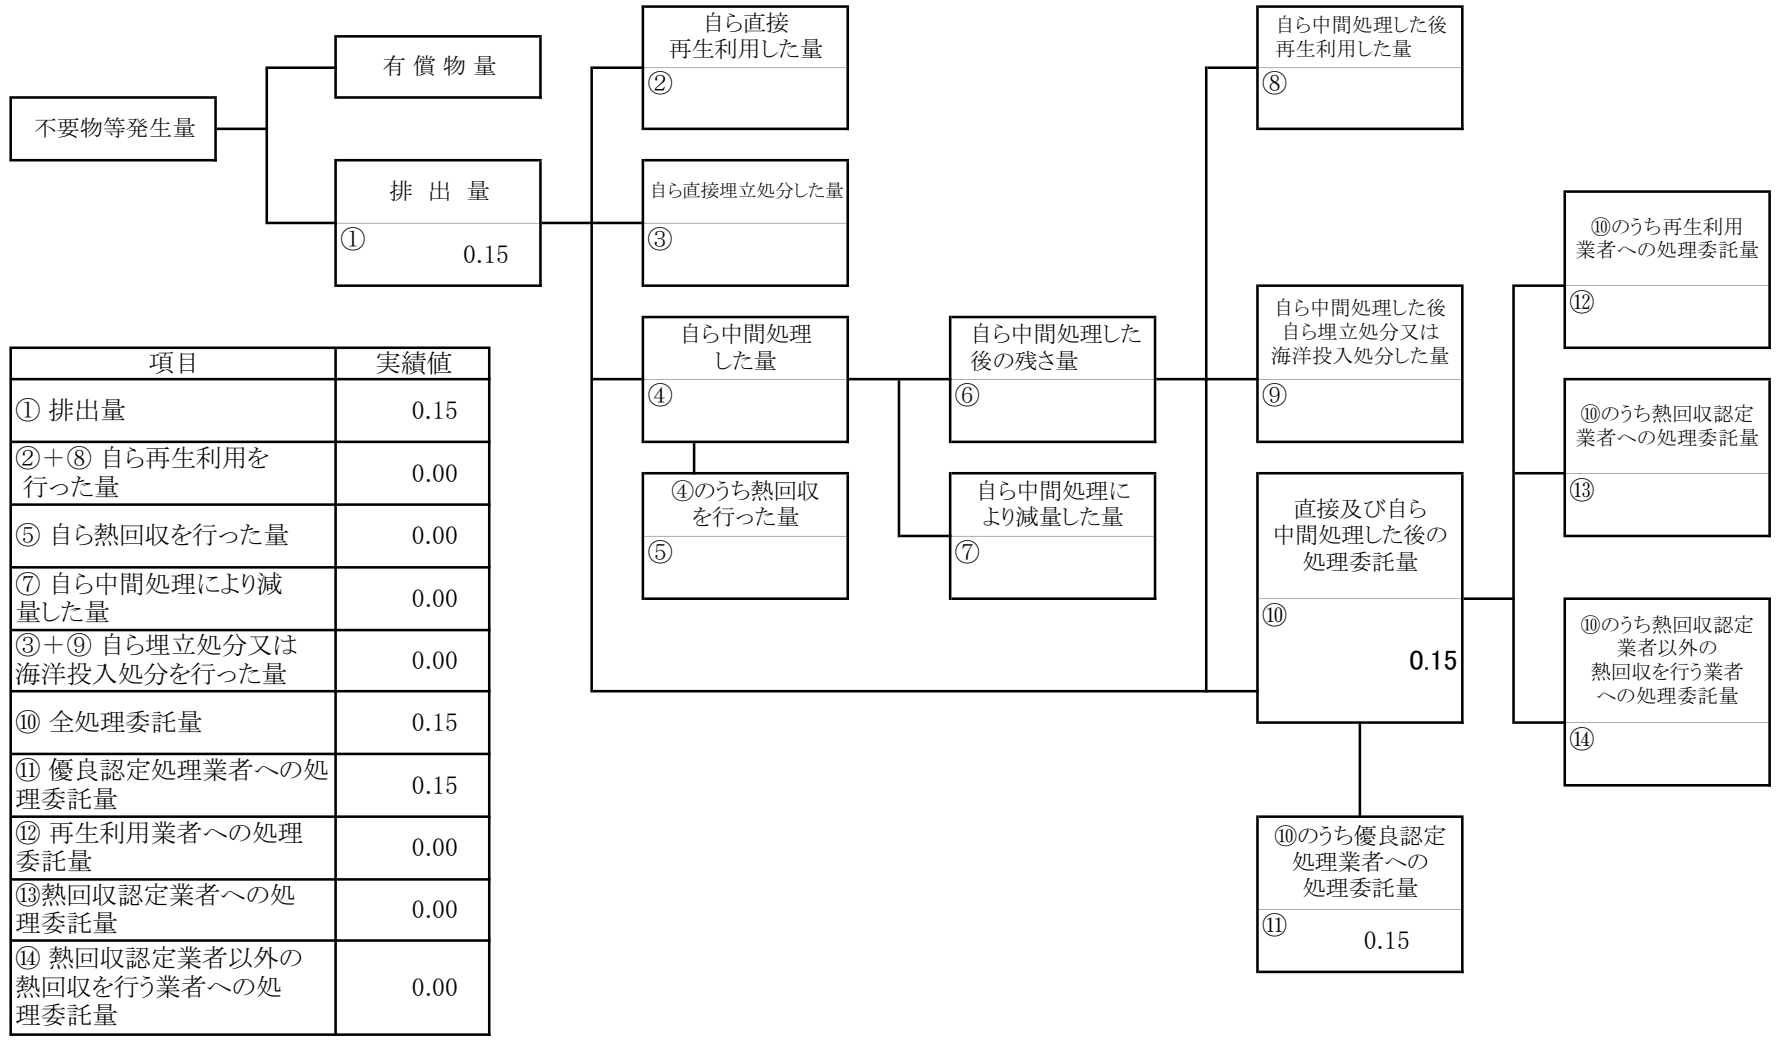 不要物等発生量
有 償 物 量
排 出 量
①
0.15
自ら直接
再生利用した量
②
自ら直接埋立処分した量
③
自ら中間処理
した量
④
④のうち熱回収
を行った量
⑤
自ら中間処理した
後の残さ量
⑥
自ら中間処理に
より減量した量
⑦
自ら中間処理した後
再生利用した量
⑧
自ら中間処理した後
自ら埋立処分又は
海洋投入処分した量
⑨
直接及び自ら
中間処理した後の
処理委託量
⑩
0.15
⑩のうち優良認定
処理業者への
処理委託量
⑪
0.15
⑩のうち再生利用
業者への処理委託量
⑫
⑩のうち熱回収認定
業者への処理委託量
⑬
⑩のうち熱回収認定
業者以外の
熱回収を行う業者
への処理委託量
⑭
項目 実績値
① 排出量 0.15
②+⑧ 自ら再生利用を
行った量 0.00
⑤ 自ら熱回収を行った量 0.00
⑦ 自ら中間処理により減
量した量 0.00
③+⑨ 自ら埋立処分又は
海洋投入処分を行った量 0.00
⑩ 全処理委託量 0.15
⑪ 優良認定処理業者への処
理委託量 0.15
⑫ 再生利用業者への処理
委託量 0.00
⑬熱回収認定業者への処
理委託量 0.00
⑭ 熱回収認定業者以外の
熱回収を行う業者への処
理委託量 0.00